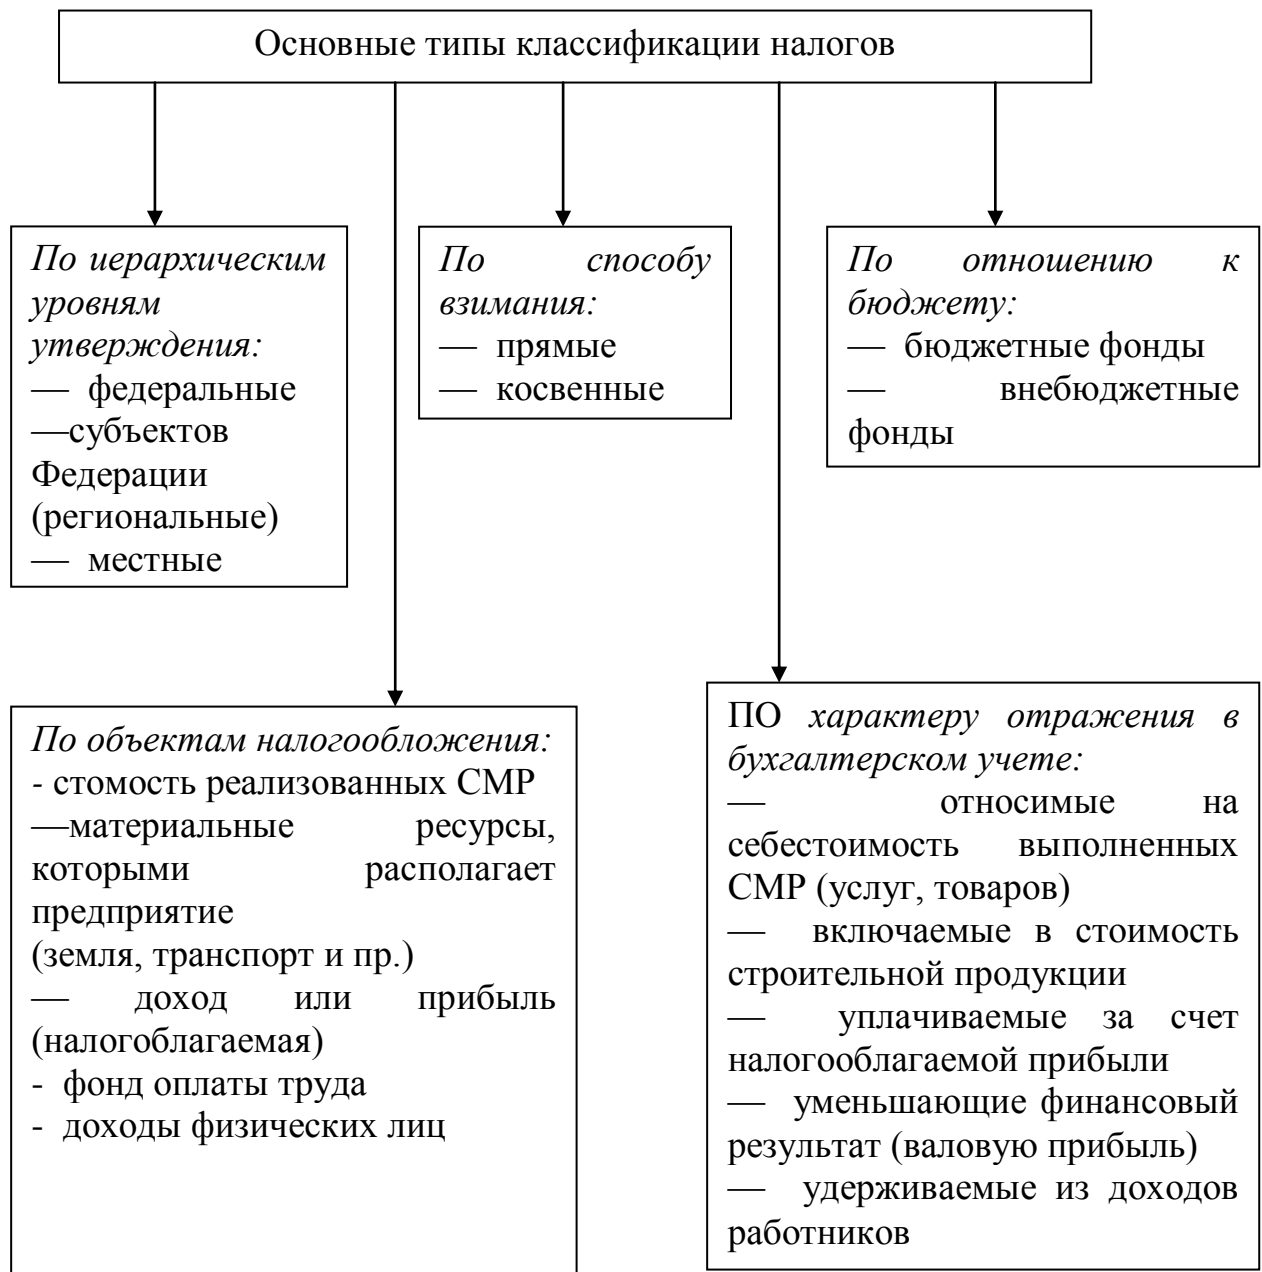 Основные типы классификации налогов
По иерархическим
уровням
утверждения:
— федеральные
—субъектов
Федерации
(региональные)
— местные
По способу
взимания:
— прямые
— косвенные
По отношению к
бюджету:
— бюджетные фонды
— внебюджетные
фонды
По объектам налогообложения:
- стомость реализованных СМР
—материальные ресурсы,
которыми располагает
предприятие
(земля, транспорт и пр.)
— доход или прибыль
(налогоблагаемая)
- фонд оплаты труда
- доходы физических лиц
ПО характеру отражения в
бухгалтерском учете:
— относимые на
себестоимость выполненных
СМР (услуг, товаров)
— включаемые в стоимость
строительной продукции
— уплачиваемые за счет
налогооблагаемой прибыли
— уменьшающие финансовый
результат (валовую прибыль)
— удерживаемые из доходов
работников